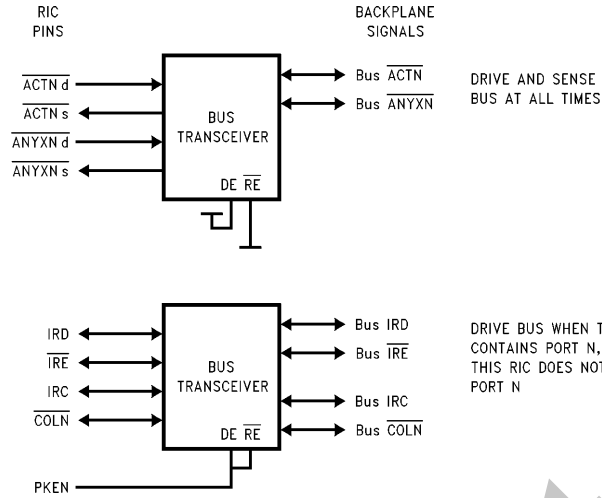 RIC
PINS
BACKPLANE
SIGNALS
ACTN d
ACTN s
ANYXN d
ANYXN s
BUS
TRANSCEIVER
DE RE
Bus ACTN
Bus ANYXN
DRIVE AND SENSE
BUS AT ALL TIMES
IRD
IRE
IRC
COLN
PKEN
BUS
TRANSCEIVER
DE RE
Bus IRD
Bus IRE
Bus IRC
Bus COLN
DRIVE BUS WHEN
CONTAINS PORT N,
THIS RIC DOES NOT
PORT N